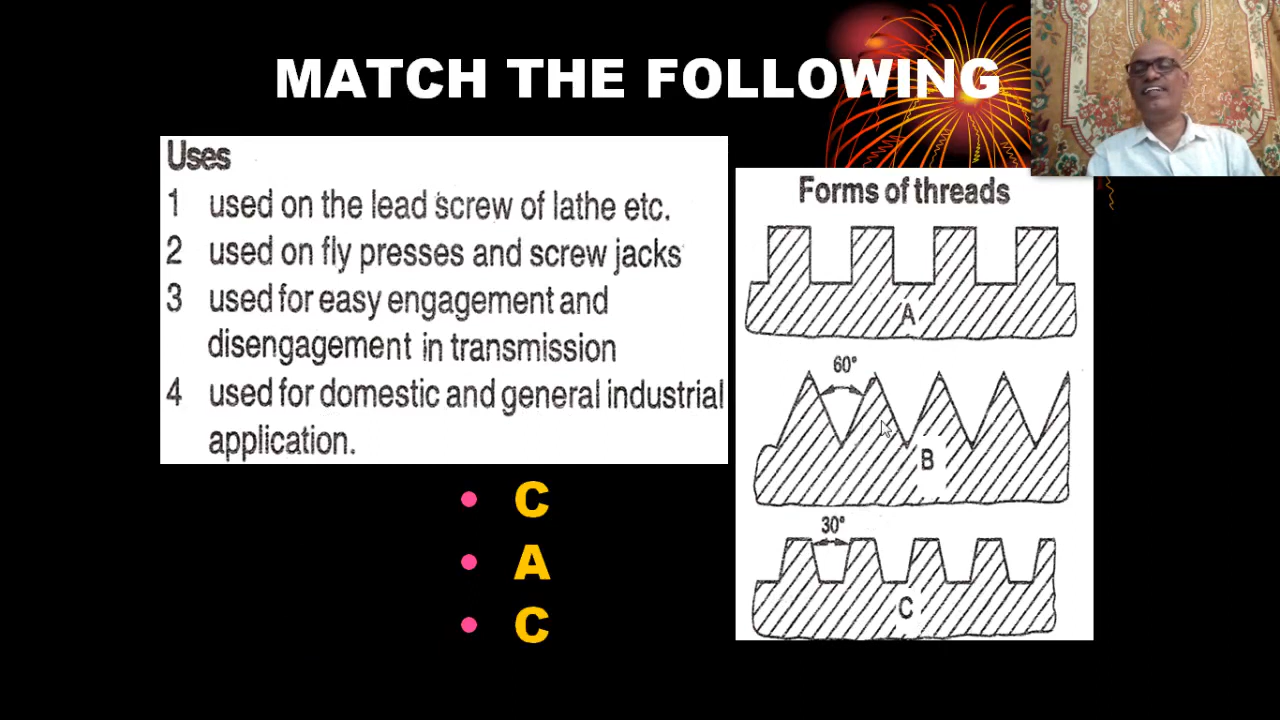 MATCH THE FOLLOWING
Uses
1 used on the lead screw of lathe etc.
2 used on fly presses and screw jacks
3 used for easy engagement and
disengagement in transmission
4 used for domestic and general industrial
application.
• C
• A
• C
Forms of threads
A
60°
B
30°
C